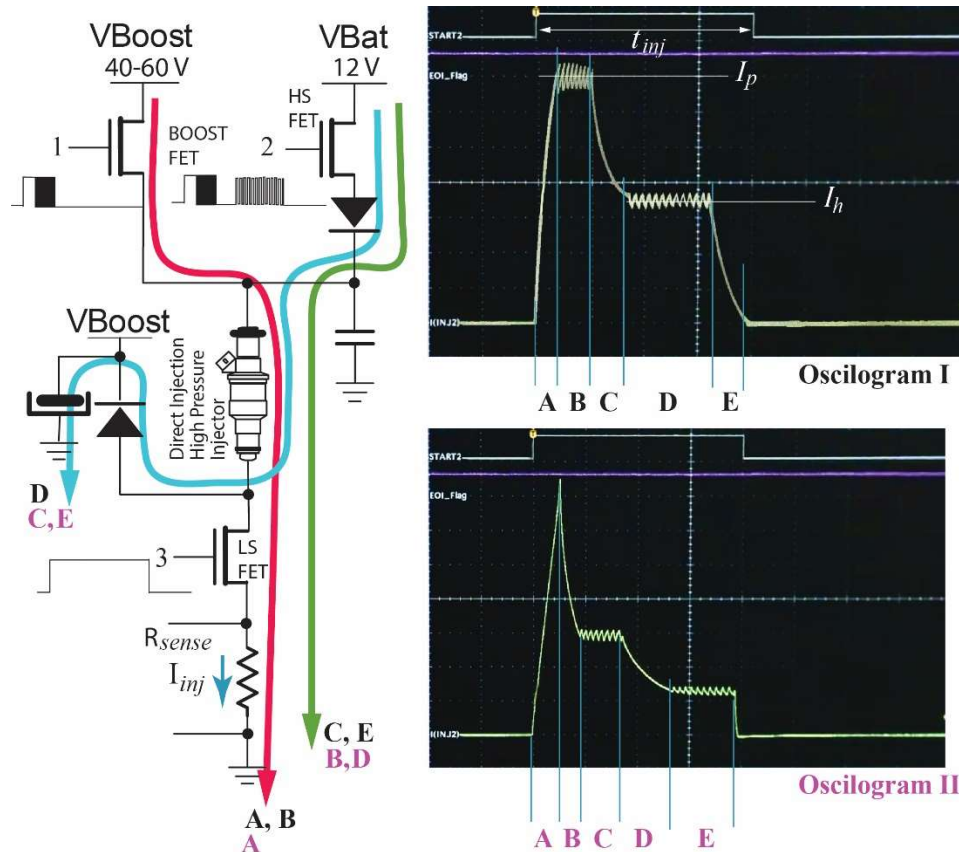 VBoost
40-60 V
VBat
12 V
HS
FET
1
BOOST
FET
2
VBoost
Direct Injection
High Pressure
Injector
D
C,E
3
LS
FET
Rsense
Iinj
C, E
B,D
A, B
A
START2
tinj
EOI_Flag
Ip
Ih
I(INJ2)
A B C D E
Oscilogram I
START2
EOI_Flag
I(INJ2)
Oscilogram II
A B C D E